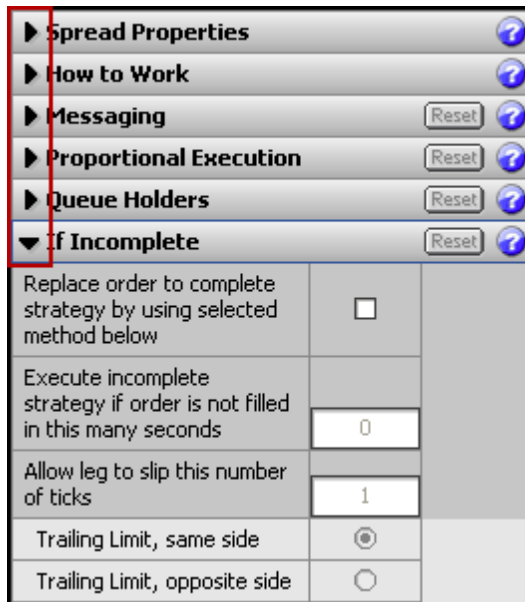 Spread Properties ?
How to Work ?
Messaging Reset ?
Proportional Execution Reset ?
Queue Holders Reset ?
If Incomplete Reset ?
Replace order to complete
strategy by using selected
method below
Execute incomplete
strategy if order is not filled
in this many seconds 0
Allow leg to slip this number
of ticks 1
Trailing Limit, same side
Trailing Limit, opposite side